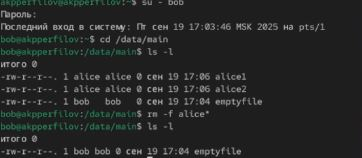 akpperfilov@akpperfilov:~$ su - bob
Пароль:
Последний вход в систему: Пт сен 19 17:03:46 MSK 2025 на pts/1
bob@akpperfilov:~$ cd /data/main
bob@akpperfilov:/data/main$ ls -l
итого 0
-rw-r--r--. 1 alice alice 0 сен 19 17:06 alice1
-rw-r--r--. 1 alice alice 0 сен 19 17:06 alice2
-rw-r--r--. 1 bob   bob   0 сен 19 17:04 emptyfile
bob@akpperfilov:/data/main$ rm -f alice*
bob@akpperfilov:/data/main$ ls -l
итого 0
-rw-r--r--. 1 bob bob 0 сен 19 17:04 emptyfile